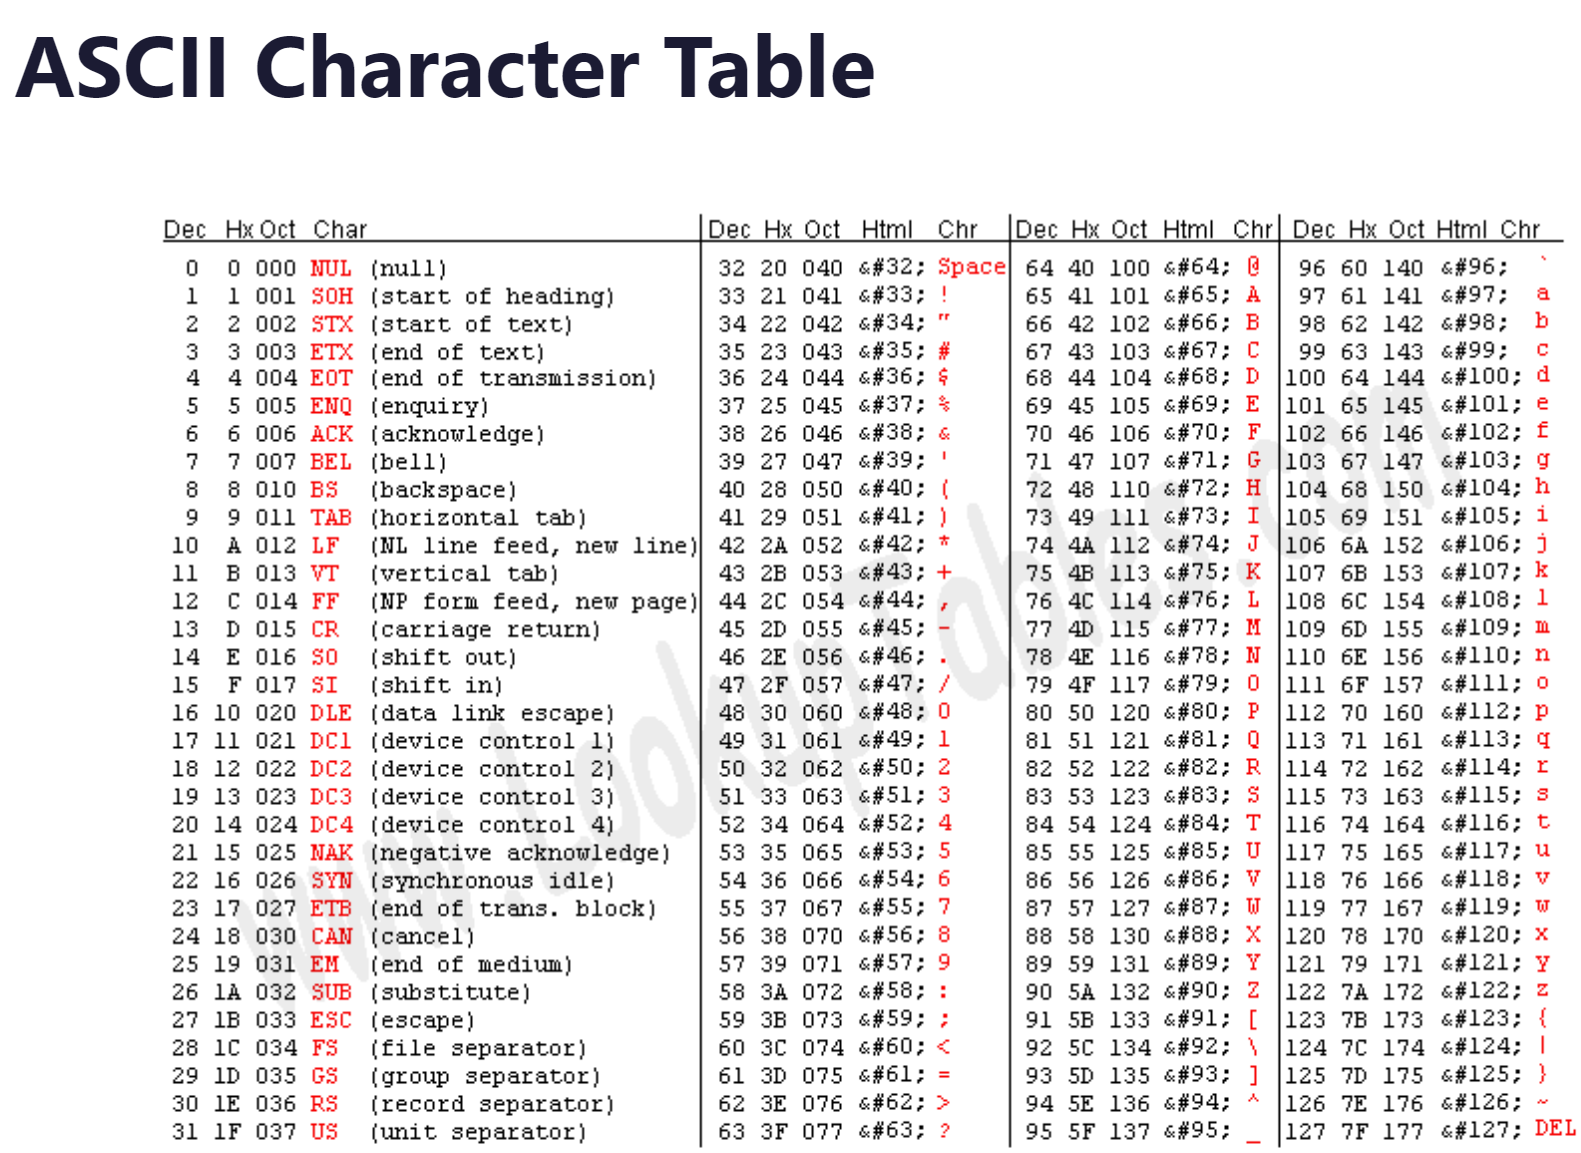 ASCII Character Table
Dec Hx Oct Char Dec Hx Oct Html Chr Dec Hx Oct Html Chr Dec Hx Oct Html Chr
0 0 000 NUL (null) 32 20 040 &#32; Space 64 40 100 &#64; @ 96 60 140 &#96; `
1 1 001 SOH (start of heading) 33 21 041 &#33; ! 65 41 101 &#65; A 97 61 141 &#97; a
2 2 002 STX (start of text) 34 22 042 &#34; " 66 42 102 &#66; B 98 62 142 &#98; b
3 3 003 ETX (end of text) 35 23 043 &#35; # 67 43 103 &#67; C 99 63 143 &#99; c
4 4 004 EOT (end of transmission) 36 24 044 &#36; $ 68 44 104 &#68; D 100 64 144 &#100; d
5 5 005 ENQ (enquiry) 37 25 045 &#37; % 69 45 105 &#69; E 101 65 145 &#101; e
6 6 006 ACK (acknowledge) 38 26 046 &#38; & 70 46 106 &#70; F 102 66 146 &#102; f
7 7 007 BEL (bell) 39 27 047 &#39; ' 71 47 107 &#71; G 103 67 147 &#103; g
8 8 010 BS (backspace) 40 28 050 &#40; ( 72 48 110 &#72; H 104 68 150 &#104; h
9 9 011 TAB (horizontal tab) 41 29 051 &#41; ) 73 49 111 &#73; I 105 69 151 &#105; i
10 A 012 LF (NL line feed, new line) 42 2A 052 &#42; * 74 4A 112 &#74; J 106 6A 152 &#106; j
11 B 013 VT (vertical tab) 43 2B 053 &#43; + 75 4B 113 &#75; K 107 6B 153 &#107; k
12 C 014 FF (NP form feed, new page) 44 2C 054 &#44; , 76 4C 114 &#76; L 108 6C 154 &#108; l
13 D 015 CR (carriage return) 45 2D 055 &#45; - 77 4D 115 &#77; M 109 6D 155 &#109; m
14 E 016 SO (shift out) 46 2E 056 &#46; . 78 4E 116 &#78; N 110 6E 156 &#110; n
15 F 017 SI (shift in) 47 2F 057 &#47; / 79 4F 117 &#79; O 111 6F 157 &#111; o
16 10 020 DLE (data link escape) 48 30 060 &#48; 0 80 50 120 &#80; P 112 70 160 &#112; p
17 11 021 DC1 (device control 1) 49 31 061 &#49; 1 81 51 121 &#81; Q 113 71 161 &#113; q
18 12 022 DC2 (device control 2) 50 32 062 &#50; 2 82 52 122 &#82; R 114 72 162 &#114; r
19 13 023 DC3 (device control 3) 51 33 063 &#51; 3 83 53 123 &#83; S 115 73 163 &#115; s
20 14 024 DC4 (device control 4) 52 34 064 &#52; 4 84 54 124 &#84; T 116 74 164 &#116; t
21 15 025 NAK (negative acknowledge) 53 35 065 &#53; 5 85 55 125 &#85; U 117 75 165 &#117; u
22 16 026 SYN (synchronous idle) 54 36 066 &#54; 6 86 56 126 &#86; V 118 76 166 &#118; v
23 17 027 ETB (end of trans. block) 55 37 067 &#55; 7 87 57 127 &#87; W 119 77 167 &#119; w
24 18 030 CAN (cancel) 56 38 070 &#56; 8 88 58 130 &#88; X 120 78 170 &#120; x
25 19 031 EM (end of medium) 57 39 071 &#57; 9 89 59 131 &#89; Y 121 79 171 &#121; y
26 1A 032 SUB (substitute) 58 3A 072 &#58; : 90 5A 132 &#90; Z 122 7A 172 &#122; z
27 1B 033 ESC (escape) 59 3B 073 &#59; ; 91 5B 133 &#91; [ 123 7B 173 &#123; {
28 1C 034 FS (file separator) 60 3C 074 &#60; < 92 5C 134 &#92; \ 124 7C 174 &#124; |
29 1D 035 GS (group separator) 61 3D 075 &#61; = 93 5D 135 &#93; ] 125 7D 175 &#125; }
30 1E 036 RS (record separator) 62 3E 076 &#62; > 94 5E 136 &#94; ^ 126 7E 176 &#126; ~
31 1F 037 US (unit separator) 63 3F 077 &#63; ? 95 5F 137 &#95; _ 127 7F 177 &#127; DEL
www.LookupTables.com